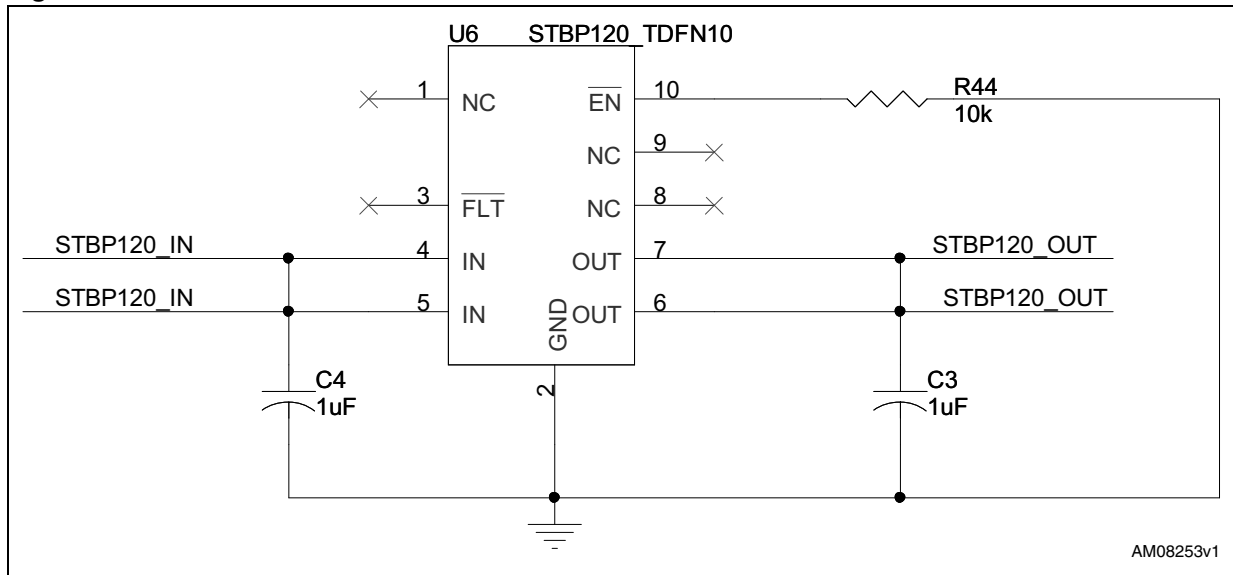 U6 STBP120_TDFN10
1 NC
EN 10
R44
10k
NC 9
3 FLT
NC 8
STBP120_IN 4 IN
OUT 7 STBP120_OUT
STBP120_IN 5 IN
OUT 6 STBP120_OUT
GND
2
C4
1uF
C3
1uF
AM08253v1